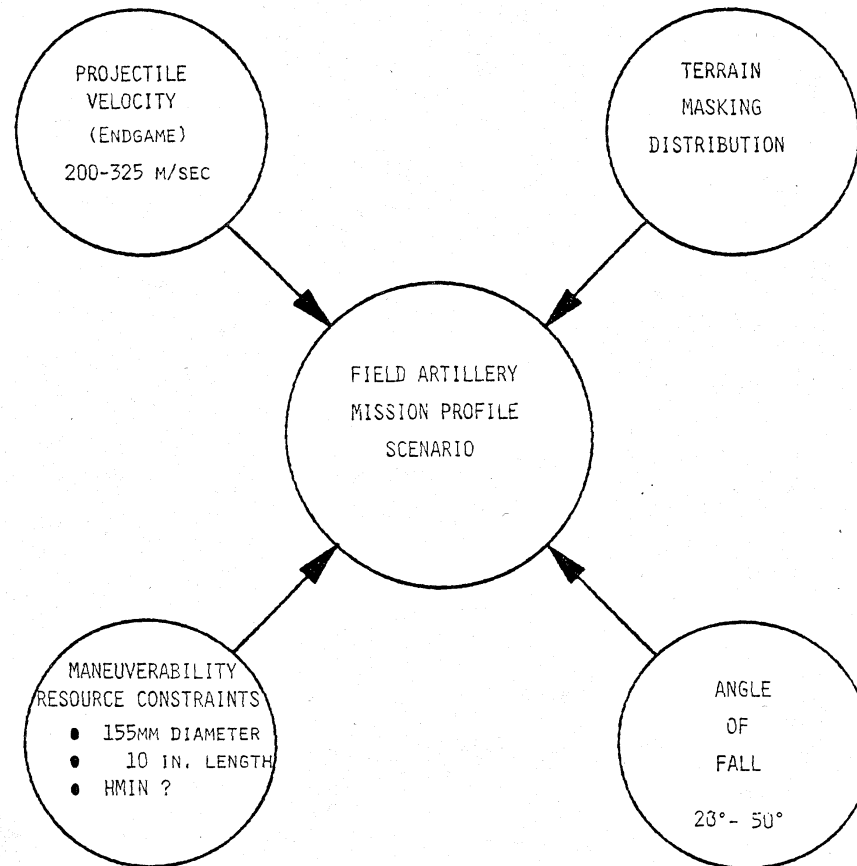 PROJECTILE
VELOCITY
(ENDGAME)
200-325 M/SEC
TERRAIN
MASKING
DISTRIBUTION
FIELD ARTILLERY
MISSION PROFILE
SCENARIO
MANEUVERABILITY
RESOURCE CONSTRAINTS
● 155MM DIAMETER
● 10 IN. LENGTH
● HMIN ?
ANGLE
OF
FALL
20°- 50°